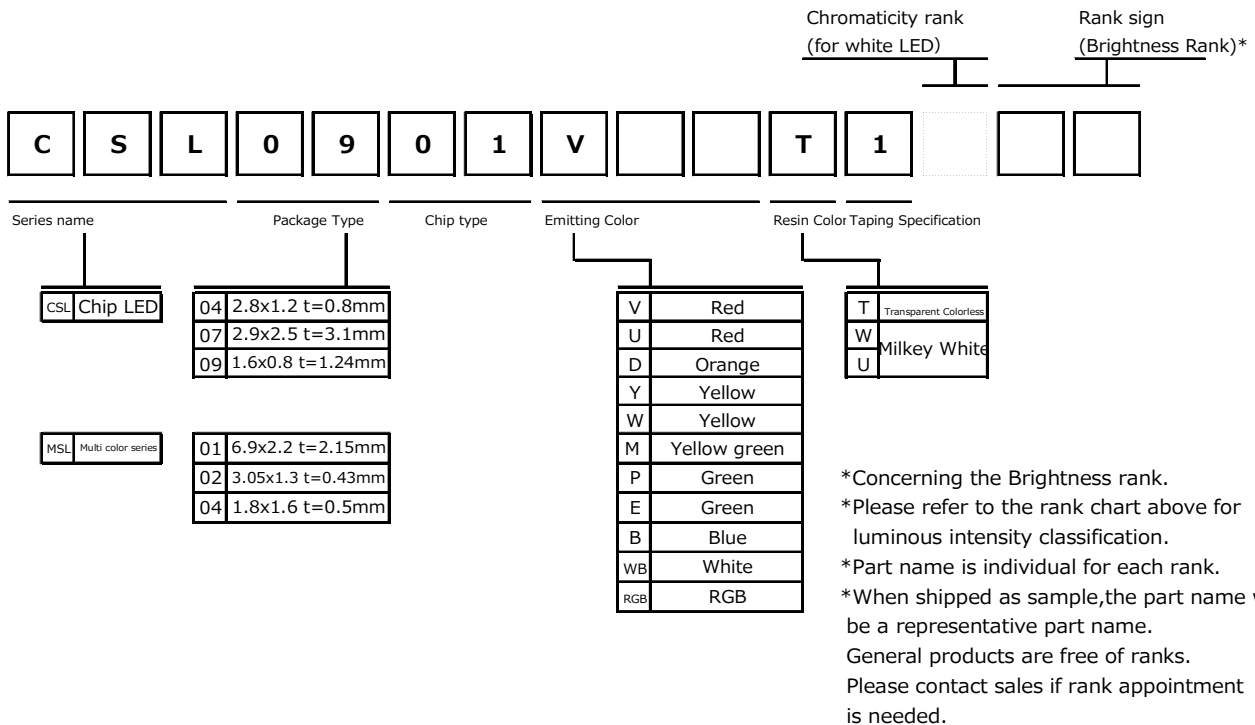 Chromaticity rank
(for white LED)
Rank sign
(Brightness Rank)*
C S L 0 9 0 1 V T 1
Series name Package Type Chip type Emitting Color Resin Color Taping Specification
CSL Chip LED
04 2.8x1.2 t=0.8mm
07 2.9x2.5 t=3.1mm
09 1.6x0.8 t=1.24mm
MSL Multi color series
01 6.9x2.2 t=2.15mm
02 3.05x1.3 t=0.43mm
04 1.8x1.6 t=0.5mm
V Red
U Red
D Orange
Y Yellow
W Yellow
M Yellow green
P Green
E Green
B Blue
WB White
RGB RGB
T Transparent Colorless
W
Milkey White
U
*Concerning the Brightness rank.
*Please refer to the rank chart above for
luminous intensity classification.
*Part name is individual for each rank.
*When shipped as sample,the part name
be a representative part name.
General products are free of ranks.
Please contact sales if rank appointment
is needed.